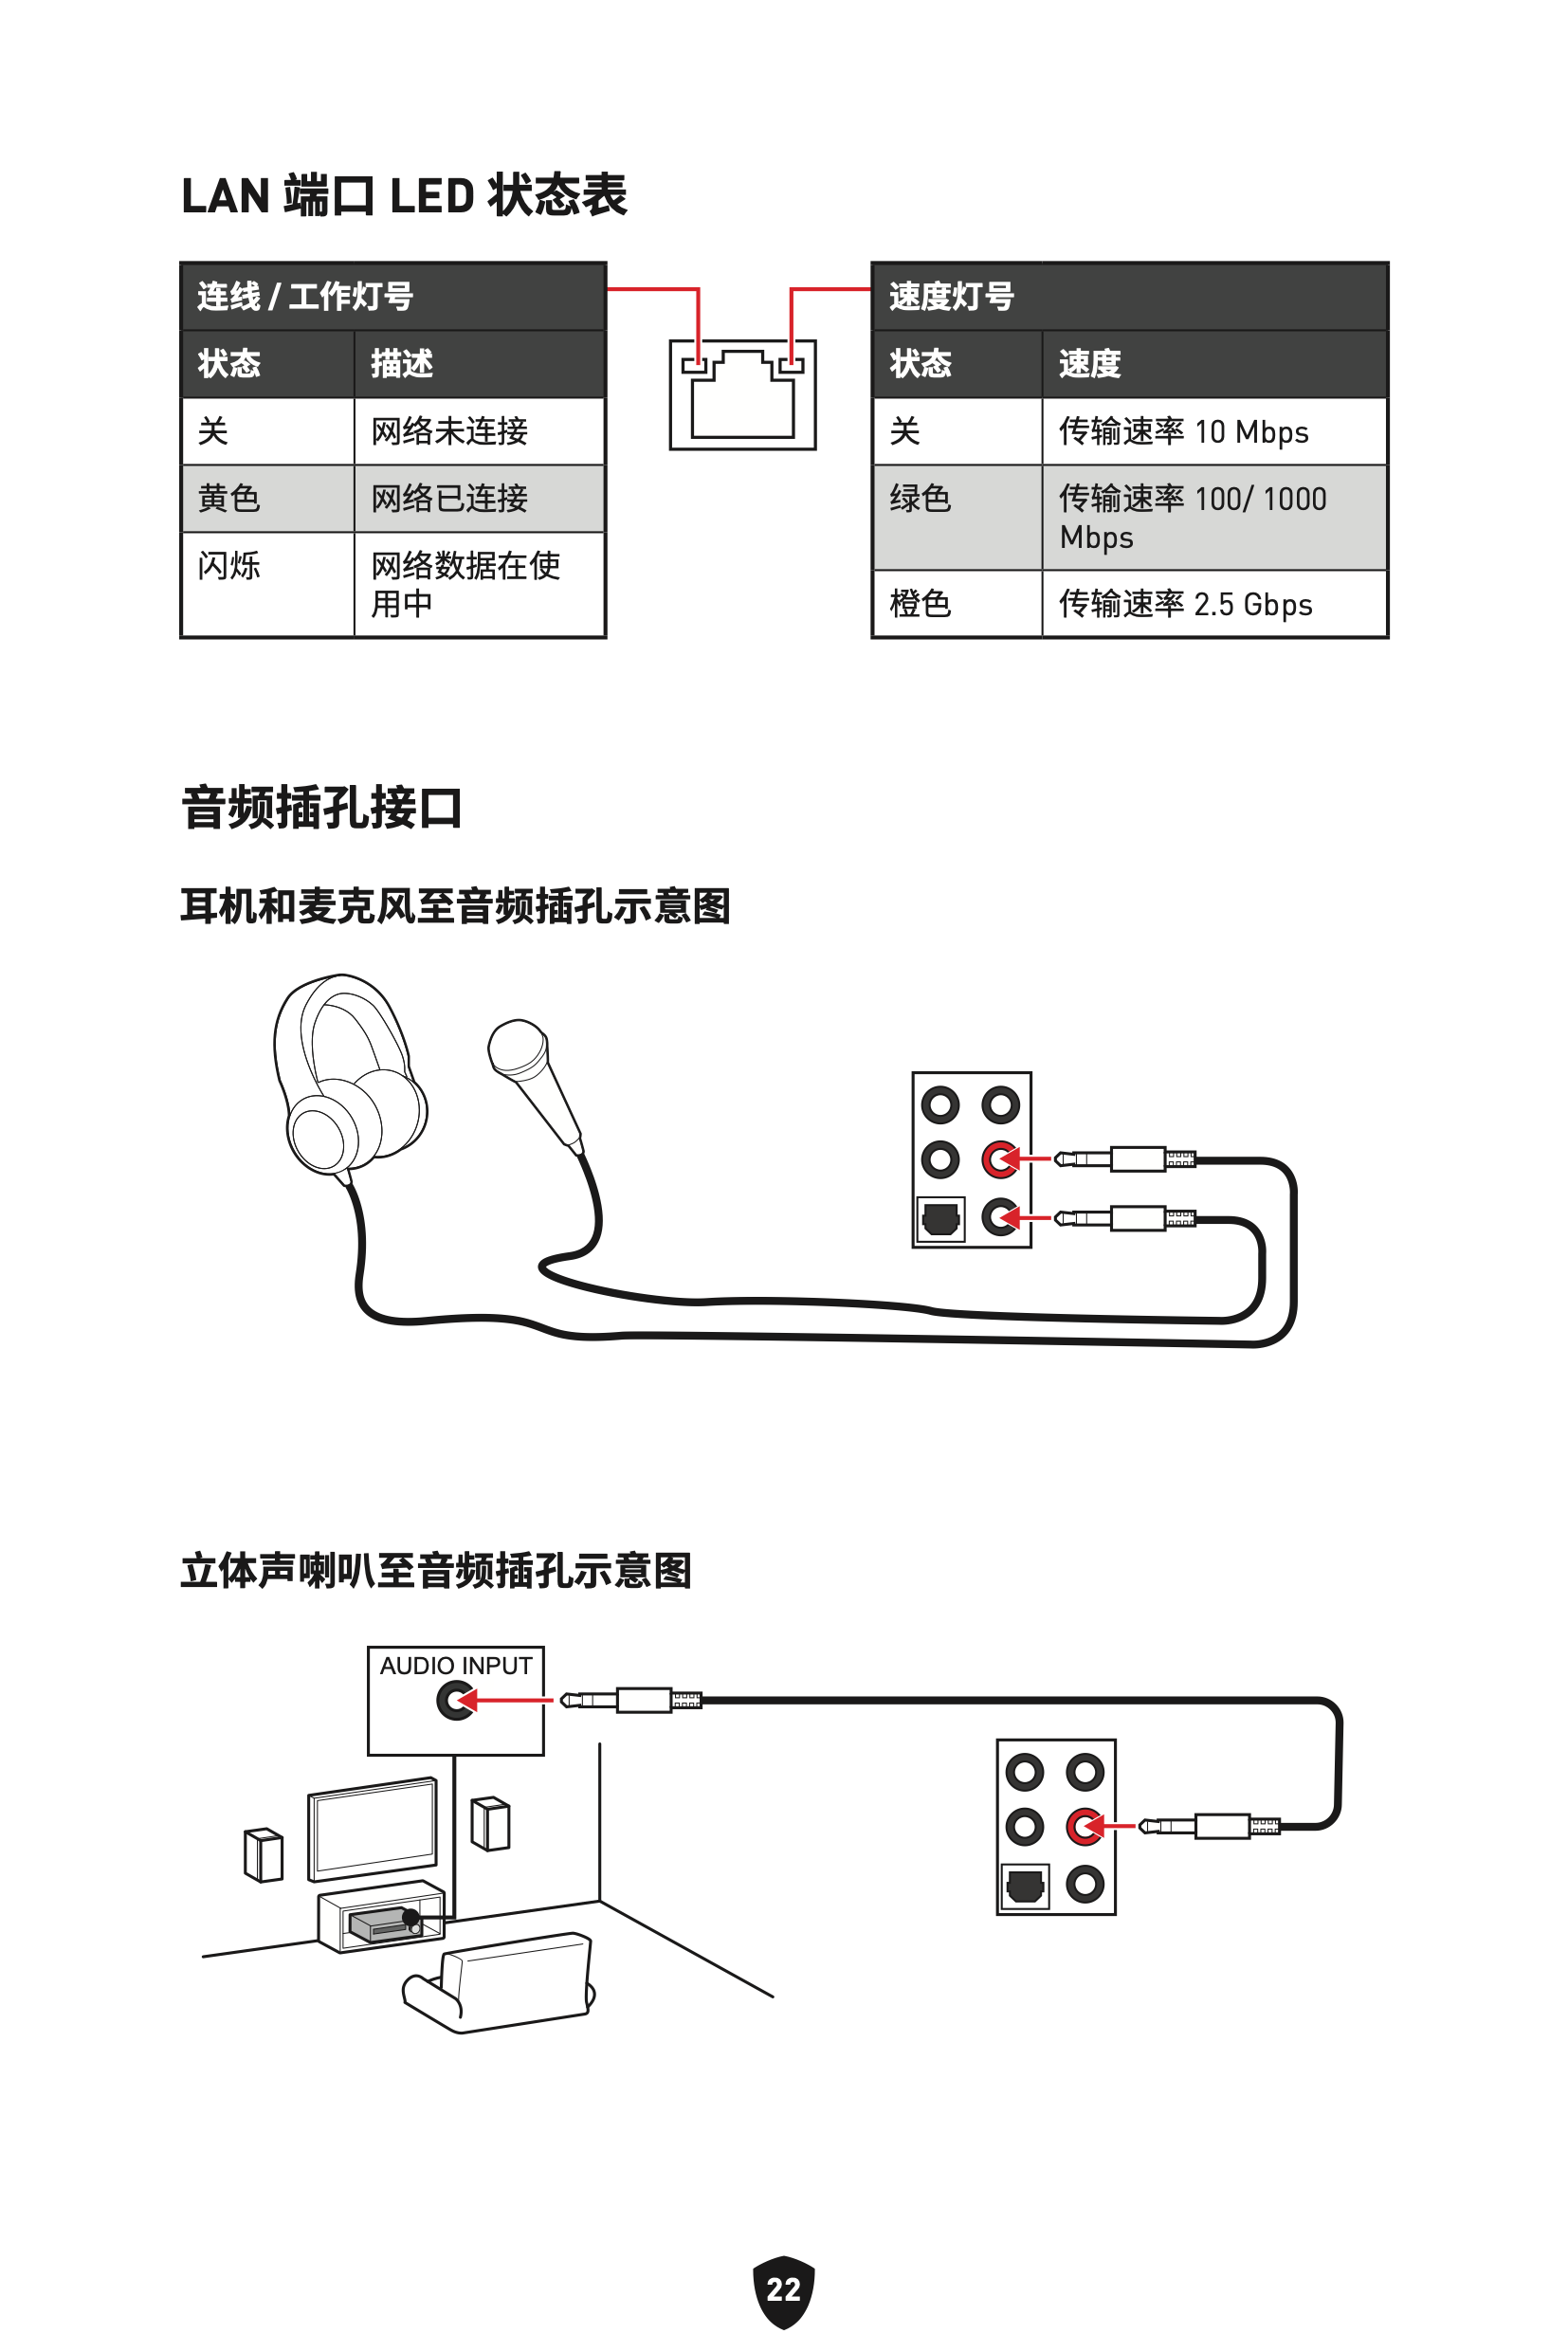 LAN 端口 LED 状态表
连线 / 工作灯号
状态 描述
关 网络未连接
黄色 网络已连接
闪烁 网络数据在使
用中
速度灯号
状态 速度
关 传输速率 10 Mbps
绿色 传输速率 100/ 1000
Mbps
橙色 传输速率 2.5 Gbps
音频插孔接口
耳机和麦克风至音频插孔示意图
立体声喇叭至音频插孔示意图
AUDIO INPUT
22